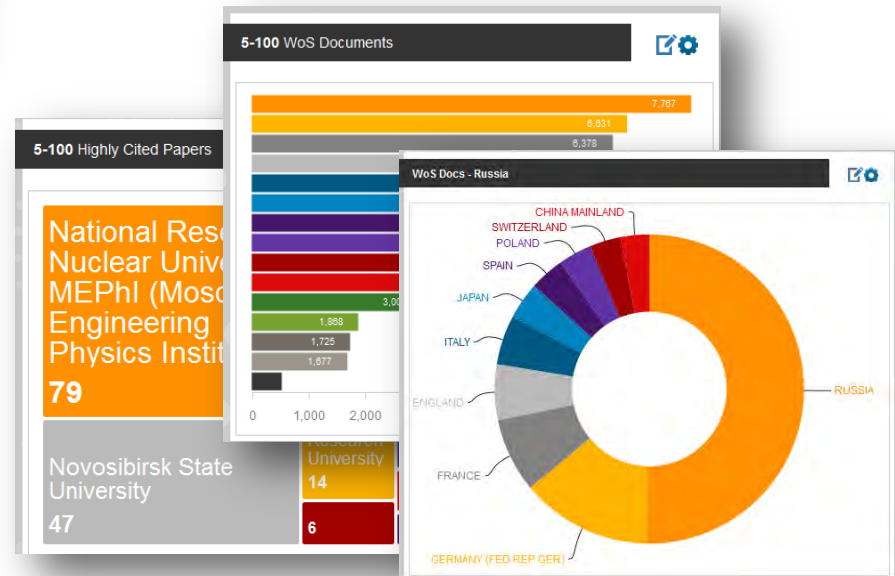 5-100 WoS Documents
7,767
6,631
6,378
3,00
1,868
1,725
1,677
0 1,000 2,000
5-100 Highly Cited Papers
National Rese
Nuclear Unive
MEPhI (Mosc
Engineering
Physics Instit
79
Novosibirsk State
University
47
Research
University
14
6
WoS Docs - Russia
CHINA MAINLAND
SWITZERLAND
POLAND
SPAIN
JAPAN
ITALY
ENGLAND
FRANCE
GERMANY (FED REP GER)
RUSSIA